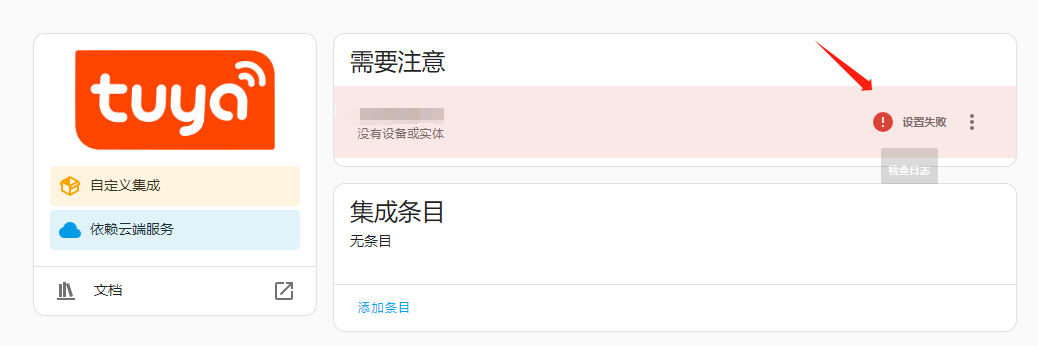 tuya
自定义集成
依赖云端服务
文档
需要注意
没有设备或实体
设置失败
检查日志
集成条目
无条目
添加条目